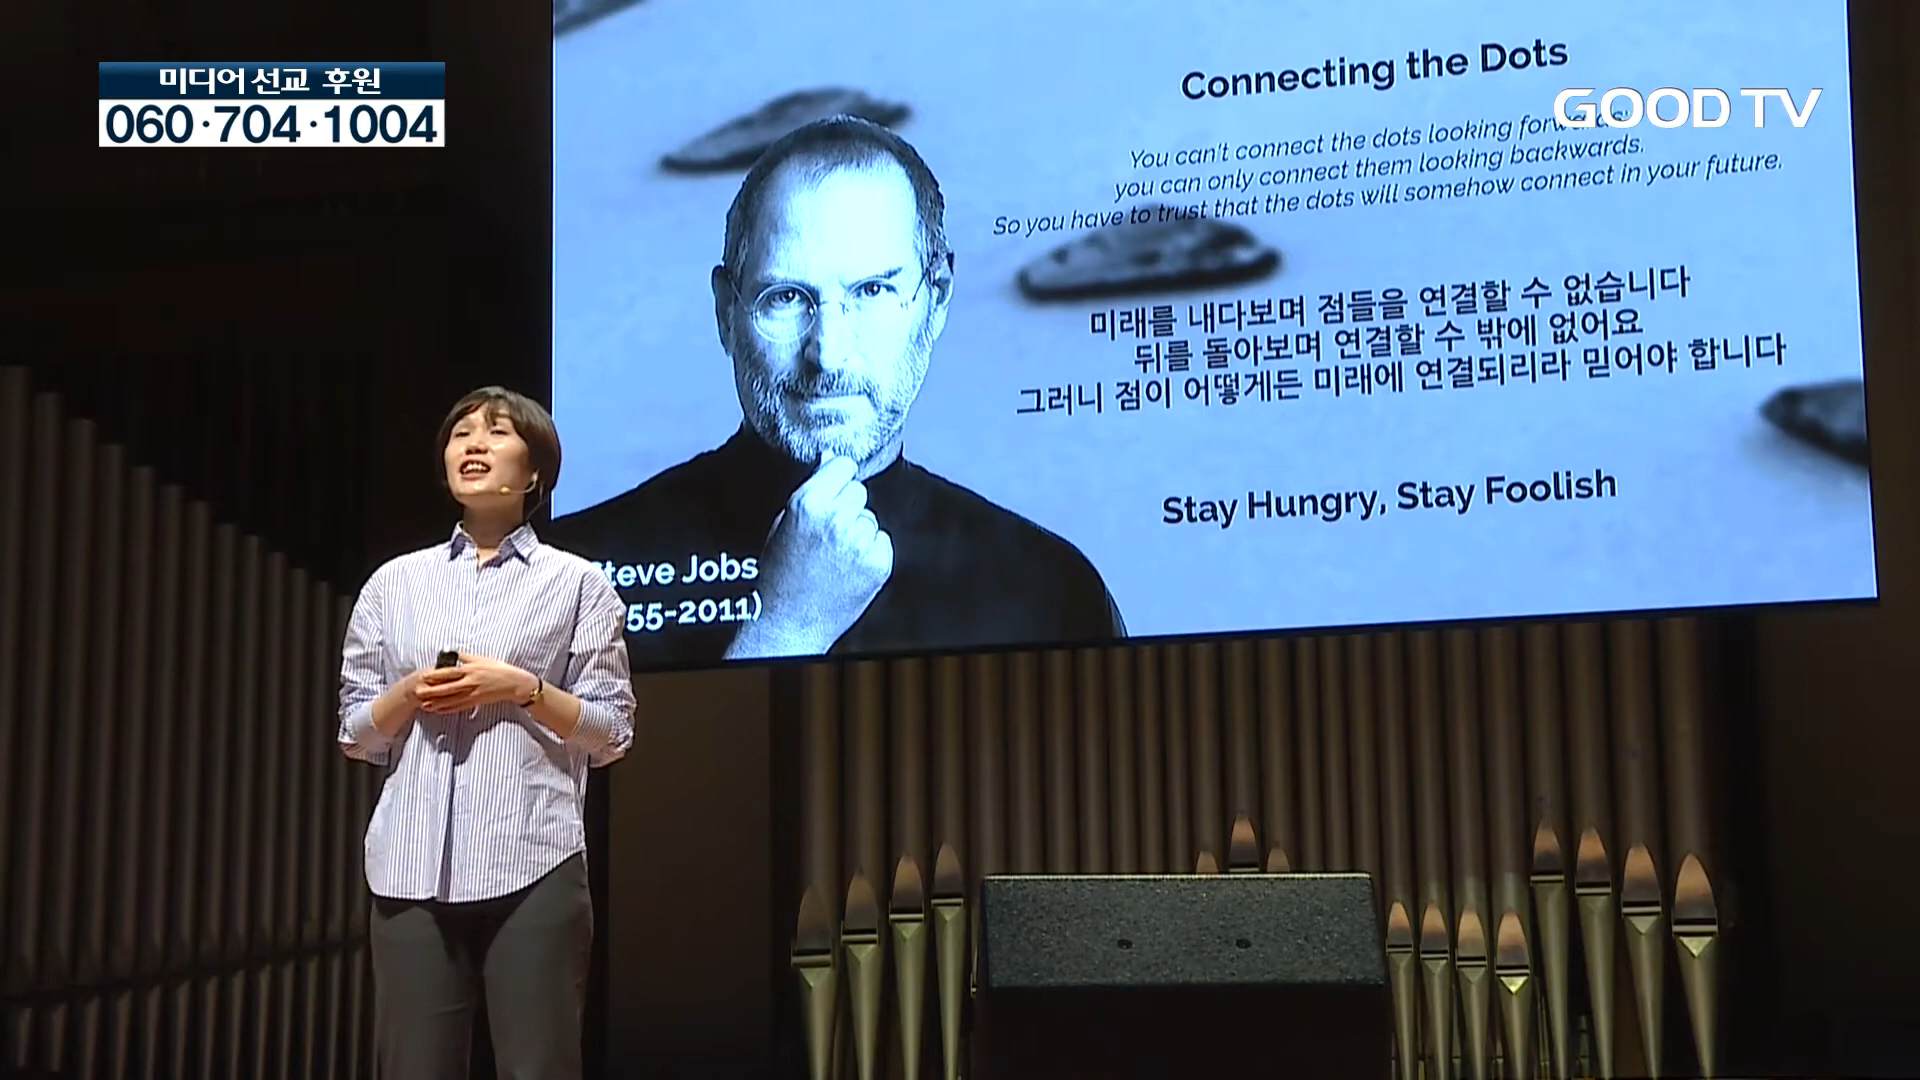 미디어 선교 후원
060·704·1004
GOOD TV
Connecting the Dots
You can't connect the dots looking forwards;
you can only connect them looking backwards.
So you have to trust that the dots will somehow connect in your future.
미래를 내다보며 점들을 연결할 수 없습니다
뒤를 돌아보며 연결할 수 밖에 없어요
그러니 점이 어떻게든 미래에 연결되리라 믿어야 합니다
Stay Hungry, Stay Foolish
Steve Jobs
55-2011)